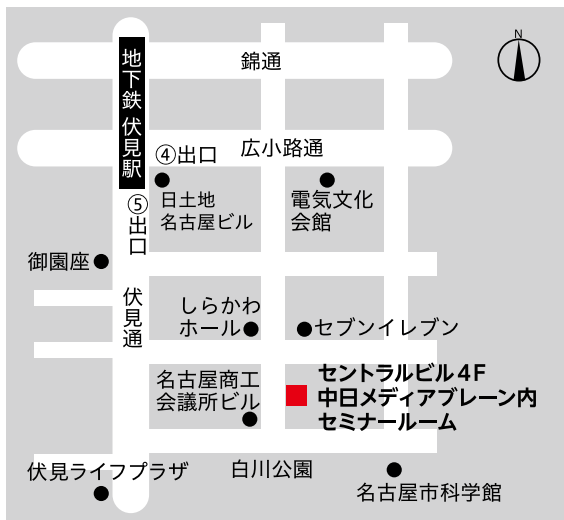 N
錦通
地下鉄 伏見駅
④出口
広小路通
日土地
名古屋ビル
電気文化
会館
⑤出口
御園座
伏見通
しらかわ
ホール
セブンイレブン
名古屋商工
会議所ビル
セントラルビル4F
中日メディアブレーン内
セミナールーム
伏見ライフプラザ
白川公園
名古屋市科学館